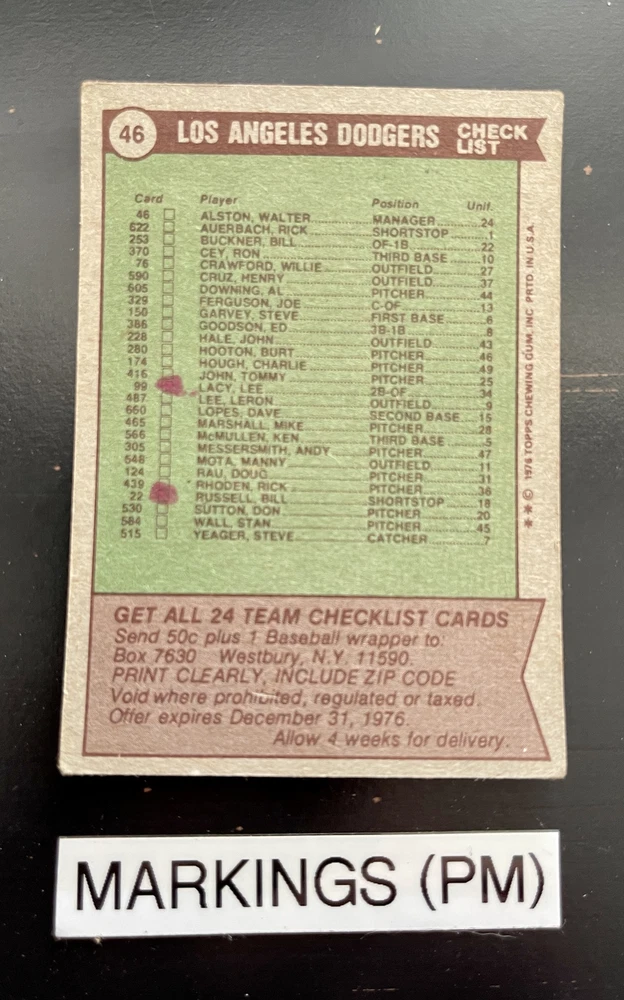 46 LOS ANGELES DODGERS CHECK LIST
Card Player Position Unif.
46 ALSTON, WALTER MANAGER 24
622 AUERBACH, RICK SHORTSTOP 1
253 BUCKNER, BILL OF-1B 22
370 CEY, RON THIRD BASE 10
76 CRAWFORD, WILLIE OUTFIELD 27
590 CRUZ, HENRY OUTFIELD 37
605 DOWNING, AL PITCHER 44
329 FERGUSON, JOE C-OF 13
150 GARVEY, STEVE FIRST BASE 6
386 GOODSON, ED 3B-1B 8
228 HALE, JOHN OUTFIELD 43
280 HOOTON, BURT PITCHER 46
174 HOUGH, CHARLIE PITCHER 49
416 JOHN, TOMMY PITCHER 25
99 LACY, LEE 2B-OF 34
487 LEE, LERON OUTFIELD 9
660 LOPES, DAVE SECOND BASE 15
465 MARSHALL, MIKE PITCHER 28
566 McMULLEN, KEN THIRD BASE 5
305 MESSERSMITH, ANDY PITCHER 47
548 MOTA, MANNY OUTFIELD 11
124 RAU, DOUG PITCHER 31
439 RHODEN, RICK PITCHER 36
22 RUSSELL, BILL SHORTSTOP 18
530 SUTTON, DON PITCHER 20
584 WALL, STAN PITCHER 45
515 YEAGER, STEVE CATCHER 7
**© 1976 TOPPS CHEWING GUM, INC. PRTD. IN U.S.A.
GET ALL 24 TEAM CHECKLIST CARDS
Send 50c plus 1 Baseball wrapper to:
Box 7630 Westbury, N.Y. 11590.
PRINT CLEARLY, INCLUDE ZIP CODE
Void where prohibited, regulated or taxed.
Offer expires December 31, 1976.
Allow 4 weeks for delivery.
MARKINGS (PM)